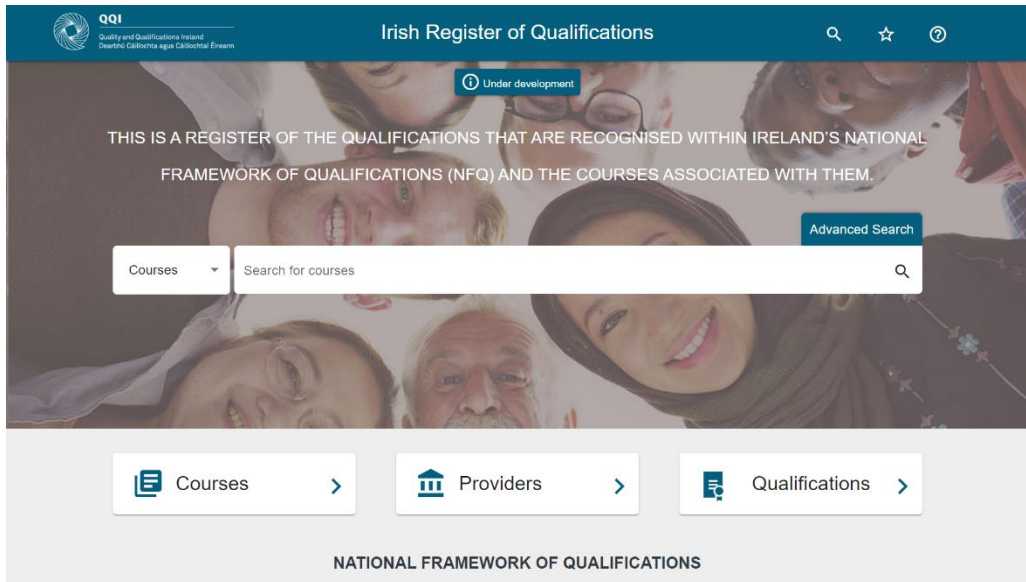 QQI
Quality and Qualifications Ireland
Dearbhú Cáilíochta agus Cáilíochtaí Éireann
Irish Register of Qualifications
Under development
THIS IS A REGISTER OF THE QUALIFICATIONS THAT ARE RECOGNISED WITHIN IRELAND'S NATIONAL
FRAMEWORK OF QUALIFICATIONS (NFQ) AND THE COURSES ASSOCIATED WITH THEM.
Advanced Search
Courses
Search for courses
Courses
Providers
Qualifications
NATIONAL FRAMEWORK OF QUALIFICATIONS